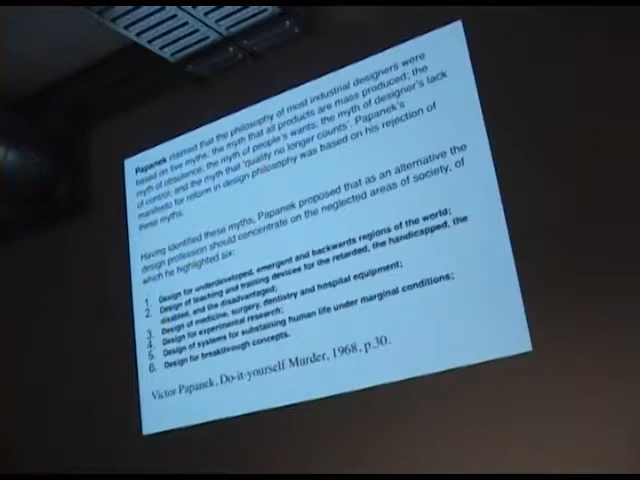 Papanek claimed that the philosophy of most industrial designers were
based on five myths; the myth that all products are mass produced; the
myth of obsolence; the myth of people's wants; the myth of designer's lack
of control; and the myth that 'quality no longer counts'. Papanek's
manifesto for reform in design philosophy was based on his rejection of
these myths.
Having identified these myths, Papanek proposed that as an alternative the
design profession should concentrate on the neglected areas of society, of
which he highlighted six:
1. Design for underdeveloped, emergent and backwards regions of the world;
2. Design of teaching and training devices for the retarded, the handicapped, the
disabled, and the disadvantaged;
3. Design of medicine, surgery, dentistry and hospital equipment;
4. Design for experimental research;
5. Design of systems for substaining human life under marginal conditions;
6. Design for breakthrough concepts.
Victor Papanek, Do-it-yourself Murder, 1968, p.30.